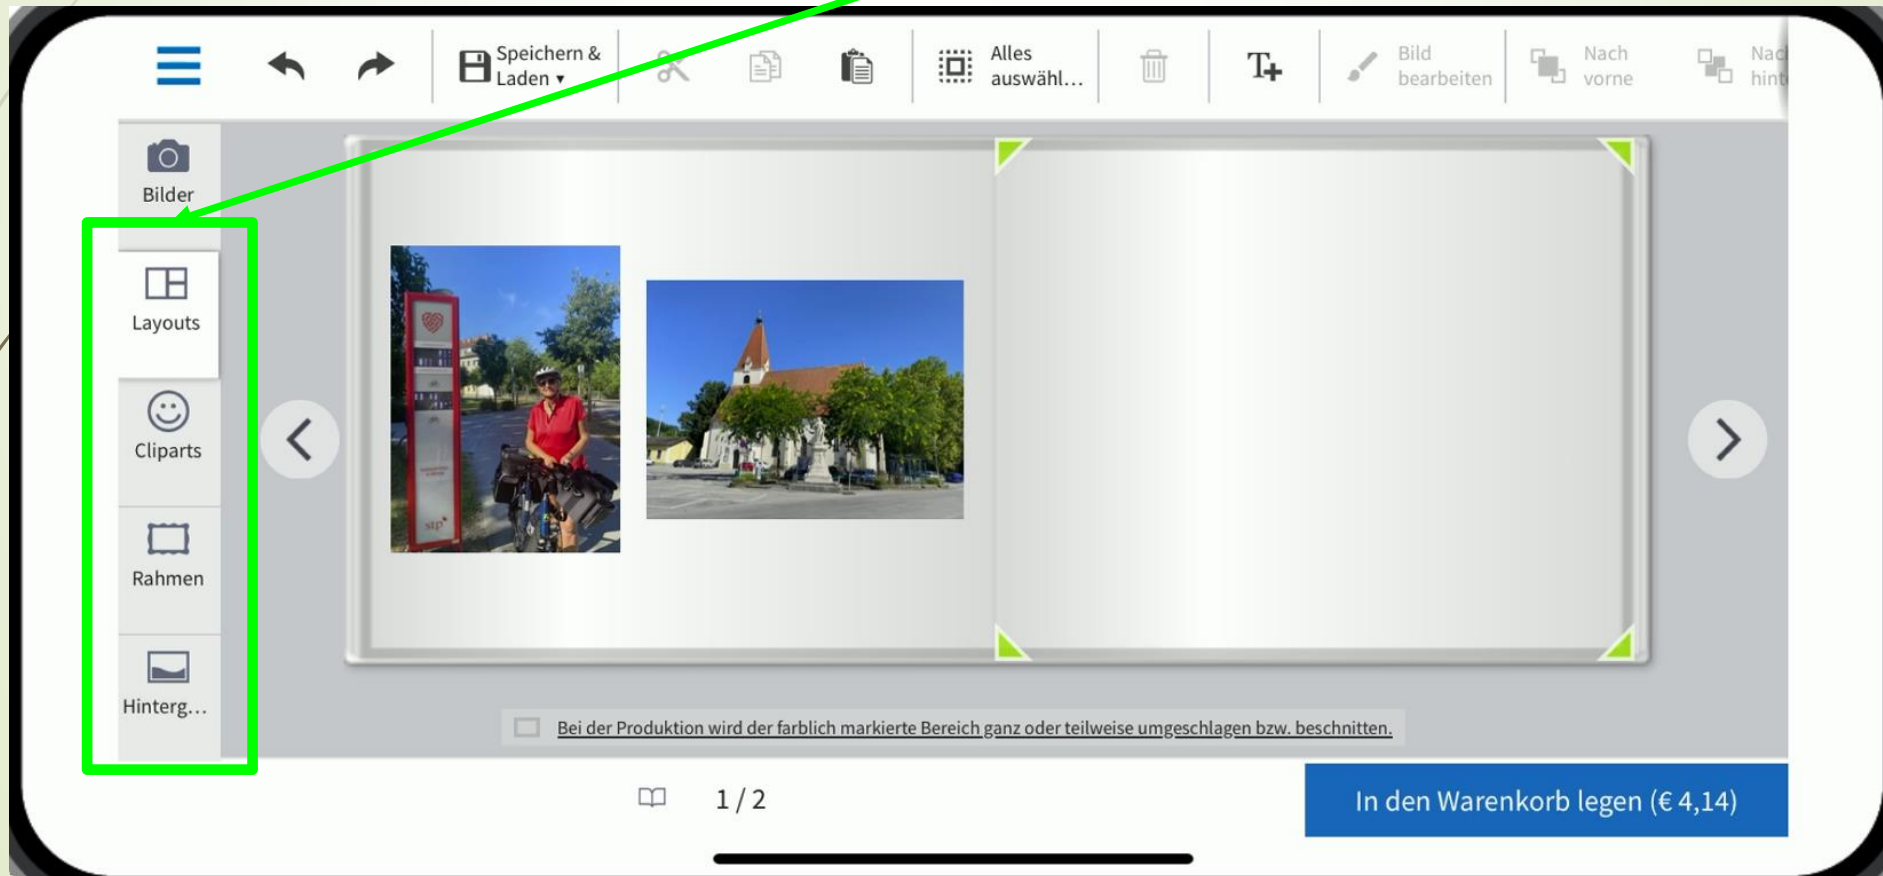 Speichern &
Laden
Alles
auswähl...
T+
Bild
bearbeiten
Nach
vorne
Bilder
Layouts
Cliparts
Rahmen
Hinterg...
stp*
Bei der Produktion wird der farblich markierte Bereich ganz oder teilweise umgeschlagen bzw. beschnitten.
1 / 2
In den Warenkorb legen (€ 4,14)